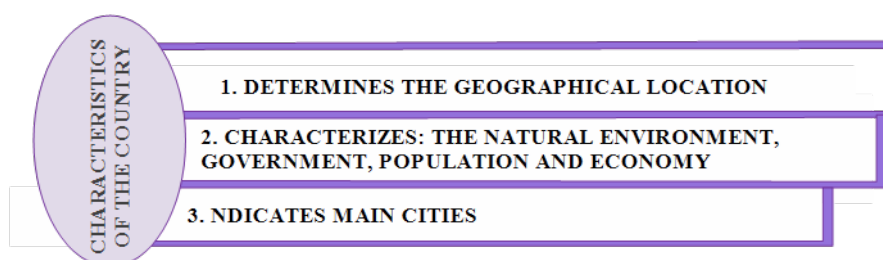 CHARACTERISTICS
OF THE COUNTRY
1. DETERMINES THE GEOGRAPHICAL LOCATION
2. CHARACTERIZES: THE NATURAL ENVIRONMENT,
GOVERNMENT, POPULATION AND ECONOMY
3. NDICATES MAIN CITIES